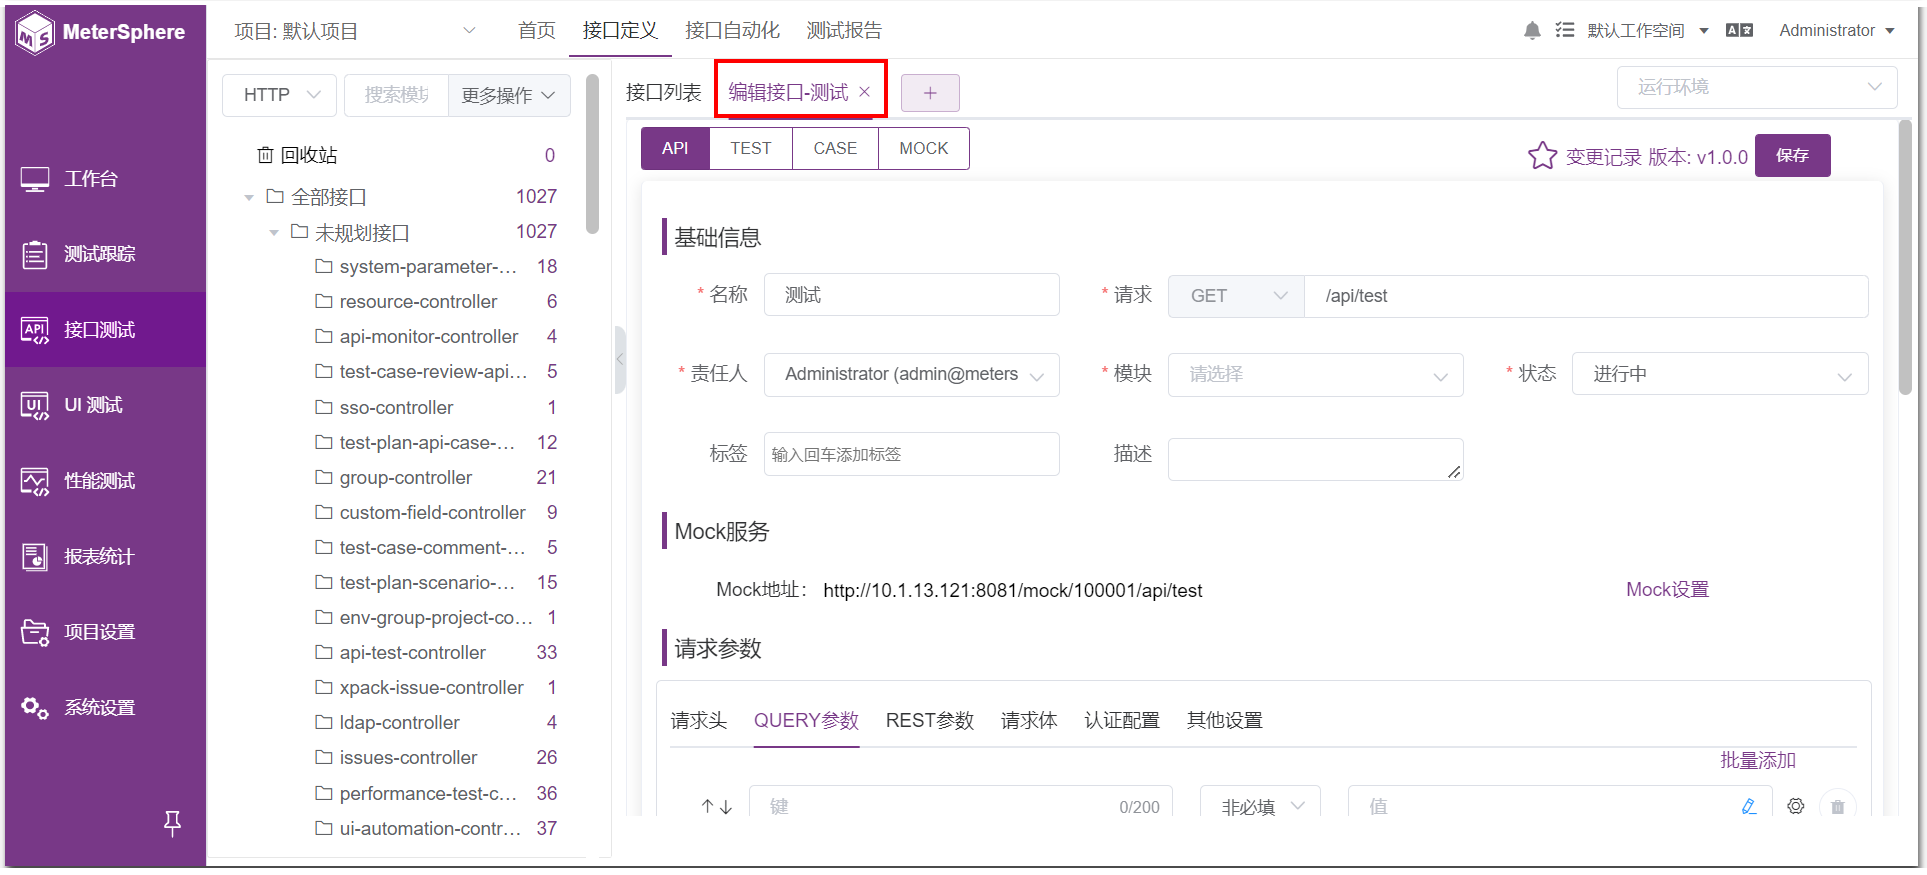 MeterSphere
项目: 默认项目
首页 接口定义 接口自动化 测试报告
默认工作空间
Administrator
工作台
测试跟踪
接口测试
UI 测试
性能测试
报表统计
项目设置
系统设置
HTTP
搜索模块
更多操作
回收站 0
全部接口 1027
未规划接口 1027
system-parameter-... 18
resource-controller 6
api-monitor-controller 4
test-case-review-api... 5
sso-controller 1
test-plan-api-case-... 12
group-controller 21
custom-field-controller 9
test-case-comment-... 5
test-plan-scenario-... 15
env-group-project-co... 1
api-test-controller 33
xpack-issue-controller 1
ldap-controller 4
issues-controller 26
performance-test-c... 36
ui-automation-contr... 37
接口列表 编辑接口-测试 × +
运行环境
API TEST CASE MOCK
变更记录 版本: v1.0.0 保存
基础信息
* 名称 测试
* 请求 GET /api/test
* 责任人 Administrator (admin@meters
* 模块 请选择
* 状态 进行中
标签 输入回车添加标签
描述
Mock服务
Mock地址： http://10.1.13.121:8081/mock/100001/api/test Mock设置
请求参数
请求头 QUERY参数 REST参数 请求体 认证配置 其他设置
批量添加
键 0/200 非必填 值